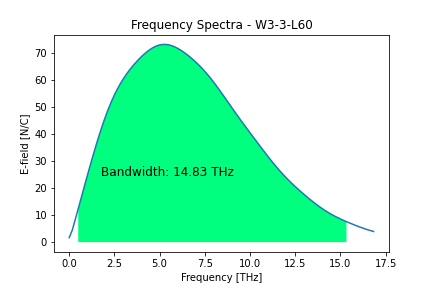 Frequency Spectra - W3-3-L60
E-field [N/C]
70
60
50
40
30
20
10
0
Bandwidth: 14.83 THz
0.0 2.5 5.0 7.5 10.0 12.5 15.0 17.5
Frequency [THz]